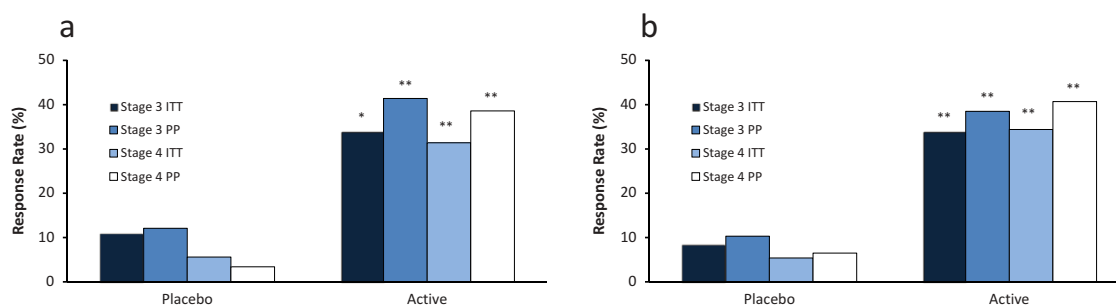 a
50
40
30
20
10
0
Response Rate (%)
Stage 3 ITT
Stage 3 PP
Stage 4 ITT
Stage 4 PP
*
**
**
**
Placebo
Active
b
50
40
30
20
10
0
Response Rate (%)
Stage 3 ITT
Stage 3 PP
Stage 4 ITT
Stage 4 PP
**
**
**
**
Placebo
Active